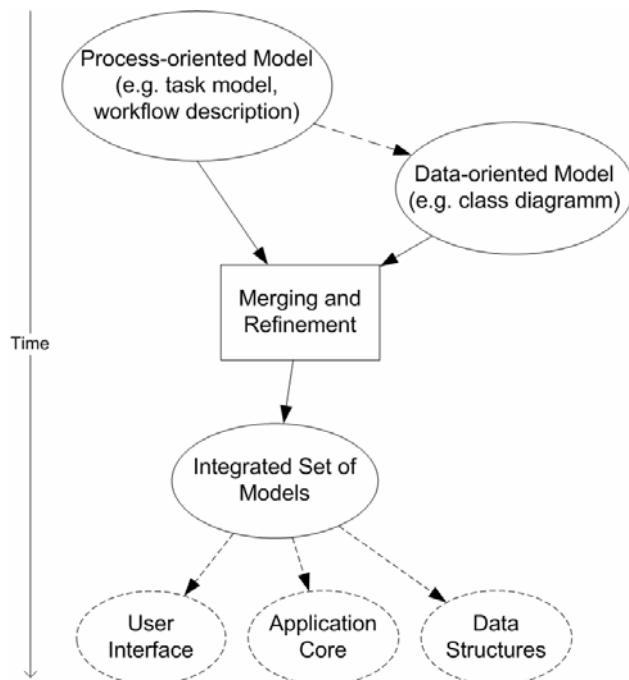 Process-oriented Model
(e.g. task model,
workflow description)
Data-oriented Model
(e.g. class diagramm)
Merging and
Refinement
Time
Integrated Set of
Models
User
Interface
Application
Core
Data
Structures